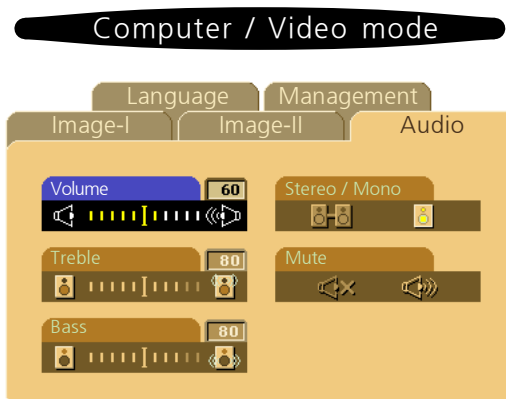 Computer / Video mode
Language Management
Image-I Image-II Audio
Volume 60
Stereo / Mono
Treble 80
Mute
Bass 80